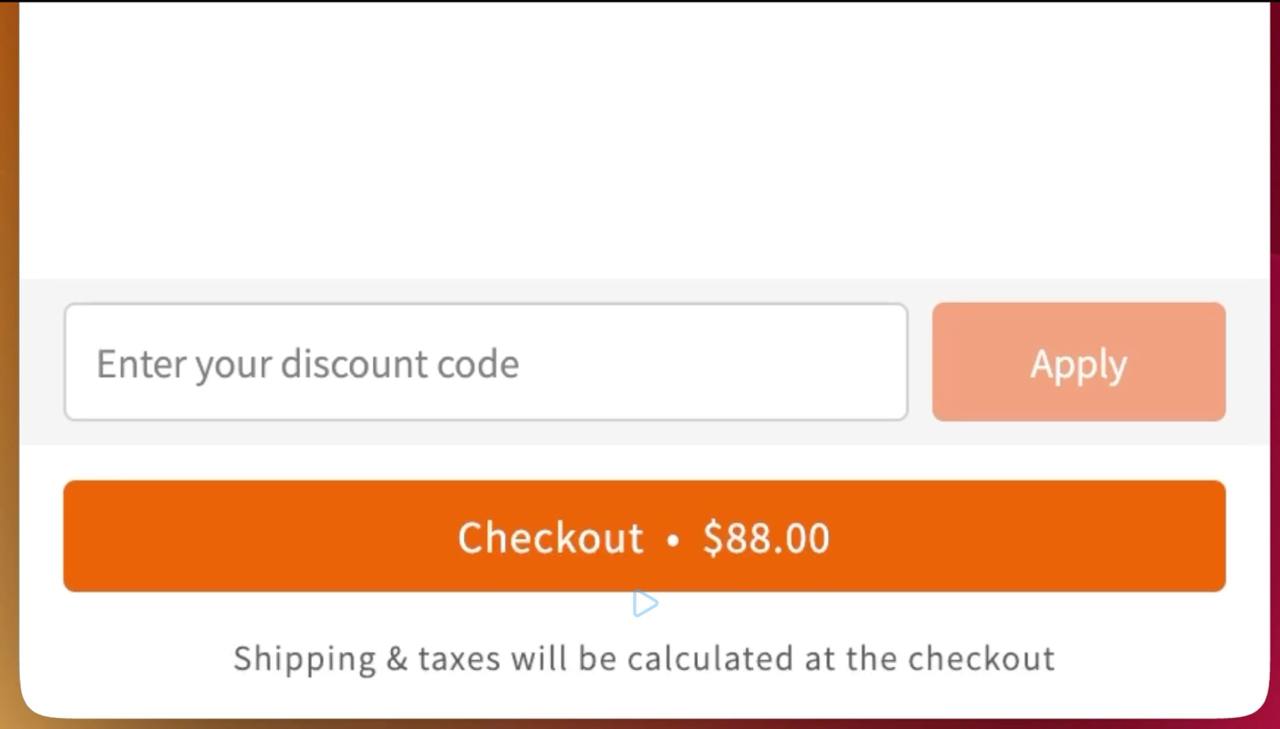 Enter your discount code
Apply
Checkout • $88.00
Shipping & taxes will be calculated at the checkout